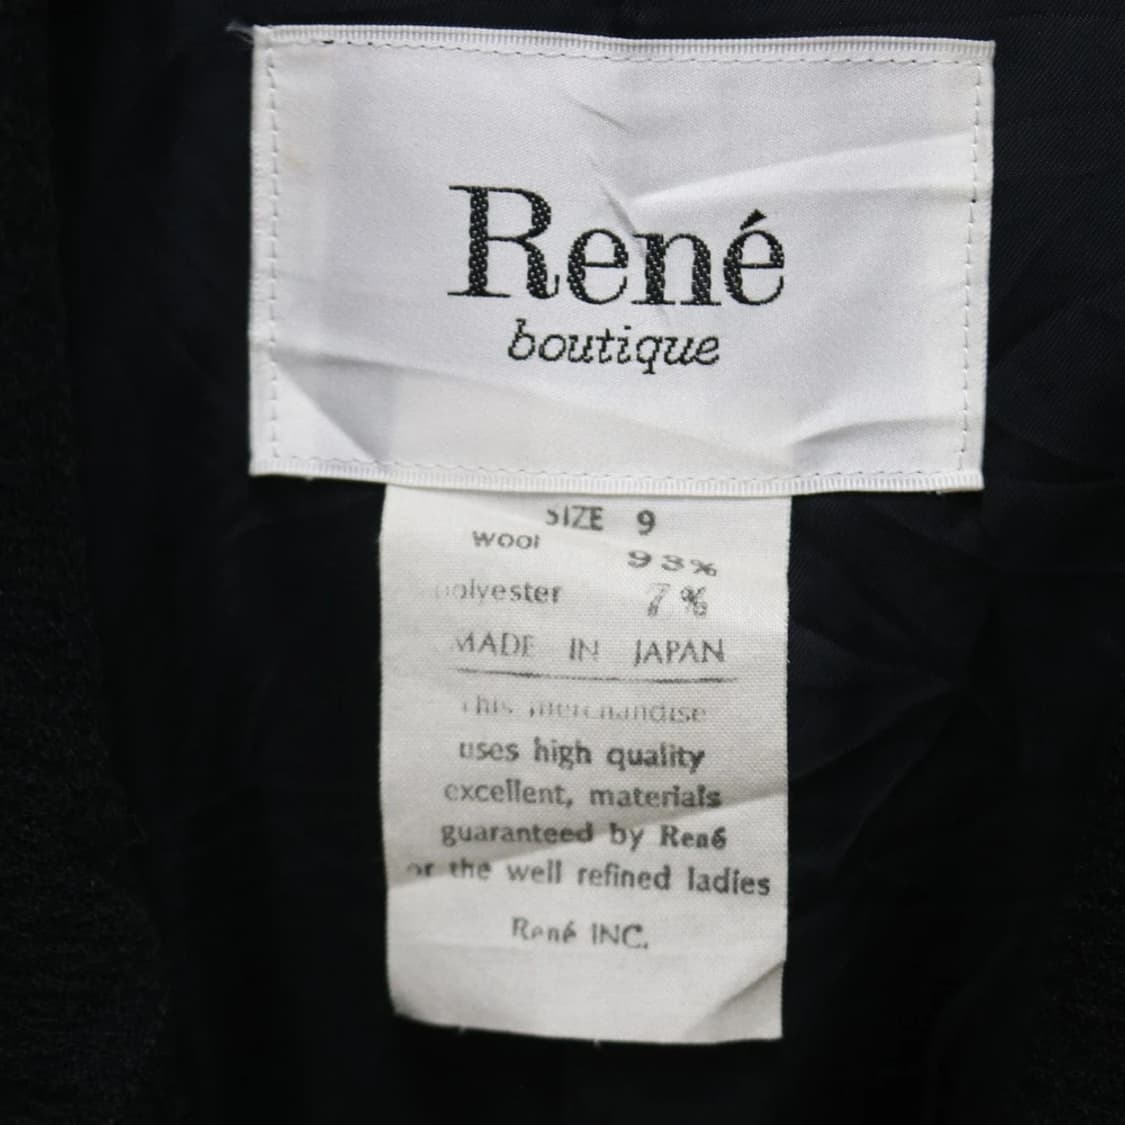 René
boutique
SIZE 9
wool 93%
polyester 7%
MADE IN JAPAN
This merchandise
uses high quality
excellent, materials
guaranteed by René
or the well refined ladies
René INC.